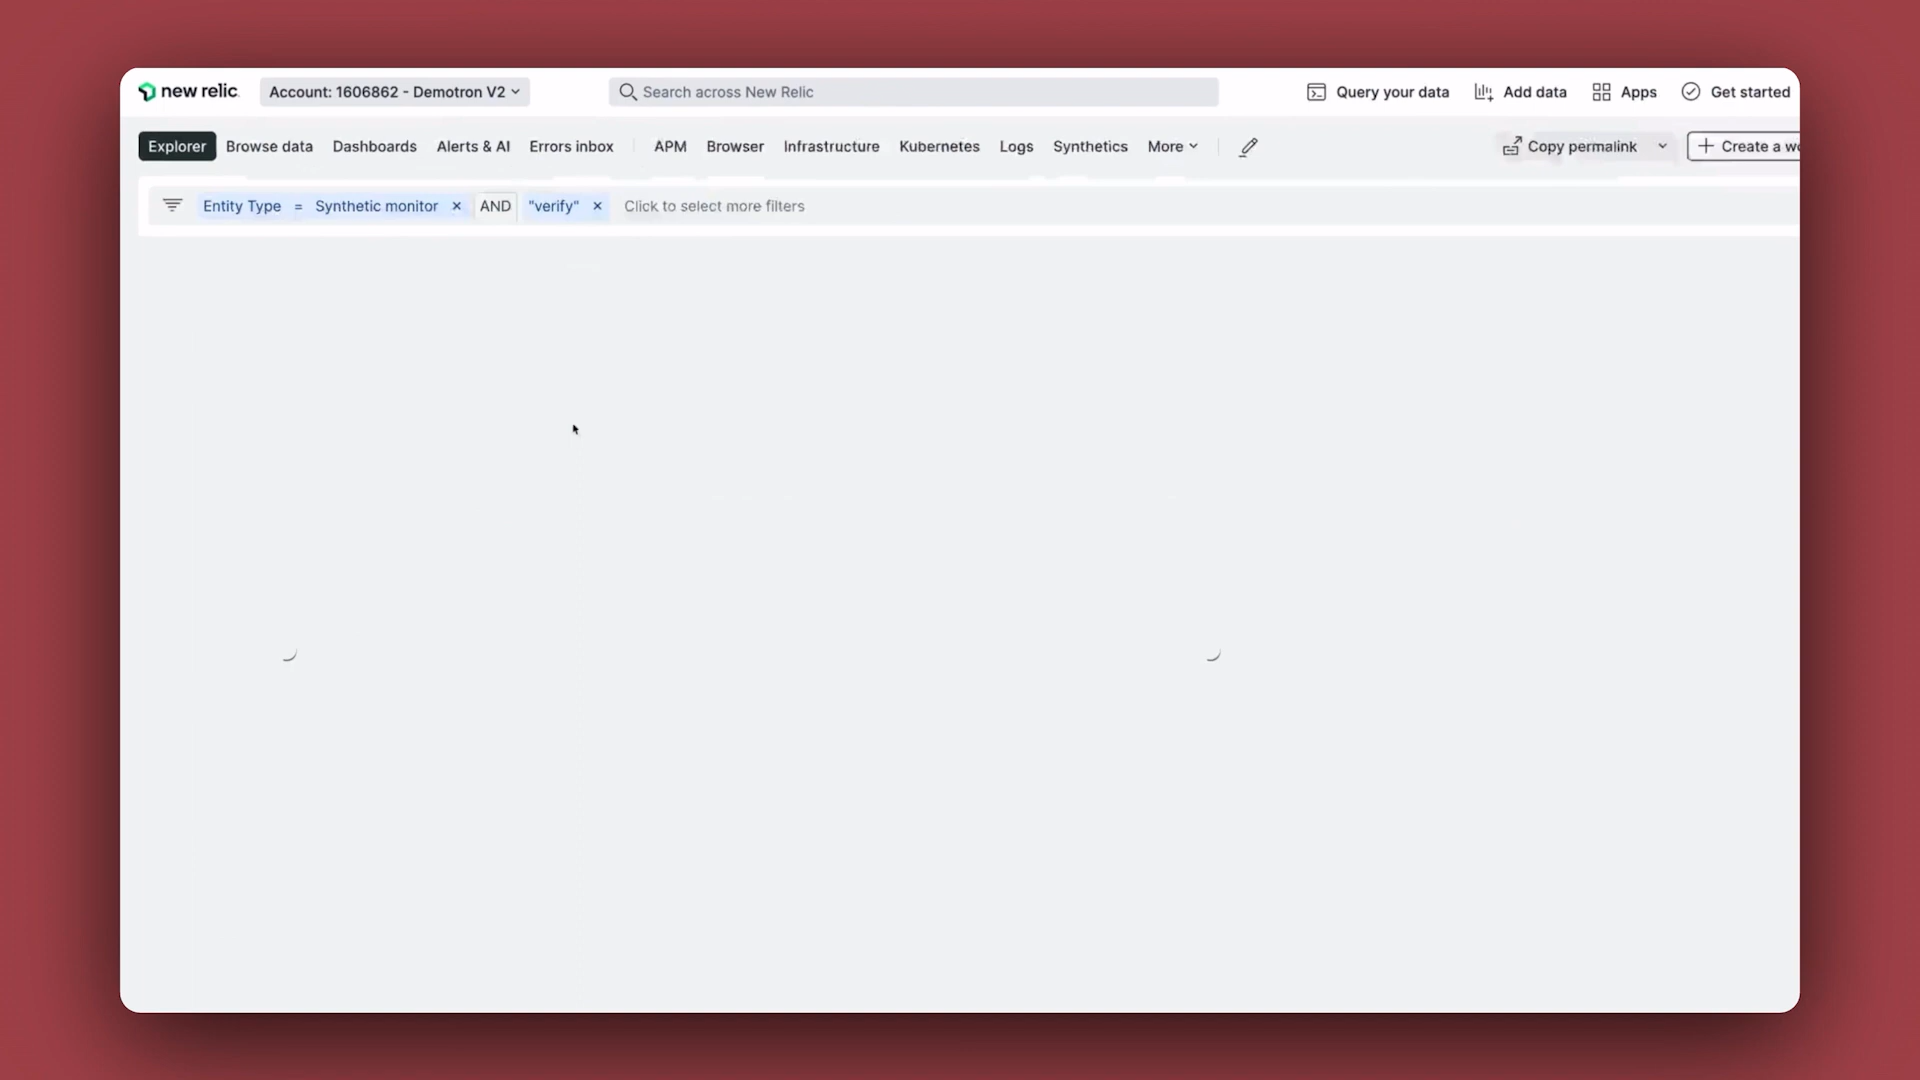 new relic
Account: 1606862 - Demotron V2
Search across New Relic
Query your data
Add data
Apps
Get started
Explorer
Browse data
Dashboards
Alerts & AI
Errors inbox
APM
Browser
Infrastructure
Kubernetes
Logs
Synthetics
More
Copy permalink
+ Create a wo
Entity Type = Synthetic monitor × AND "verify" × Click to select more filters